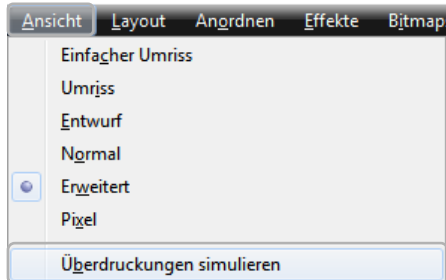 Ansicht Layout Anordnen Effekte Bitmap
Einfacher Umriss
Umriss
Entwurf
Normal
Erweitert
Pixel
Überdruckungen simulieren